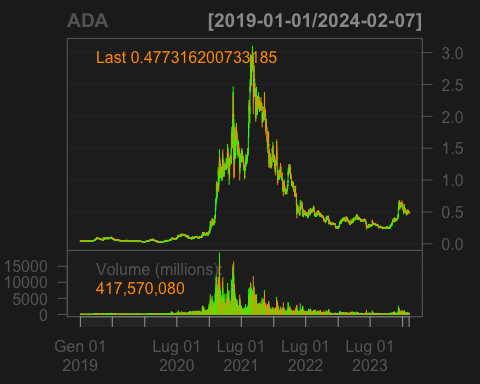 ADA [2019-01-01/2024-02-07]
Last 0.477316200733185
3.0
2.5
2.0
1.5
1.0
0.5
0.0
Volume (millions):
417,570,080
15000
10000
5000
0
Gen 01 Lug 01 Lug 01 Lug 01 Lug 01
2019 2020 2021 2022 2023